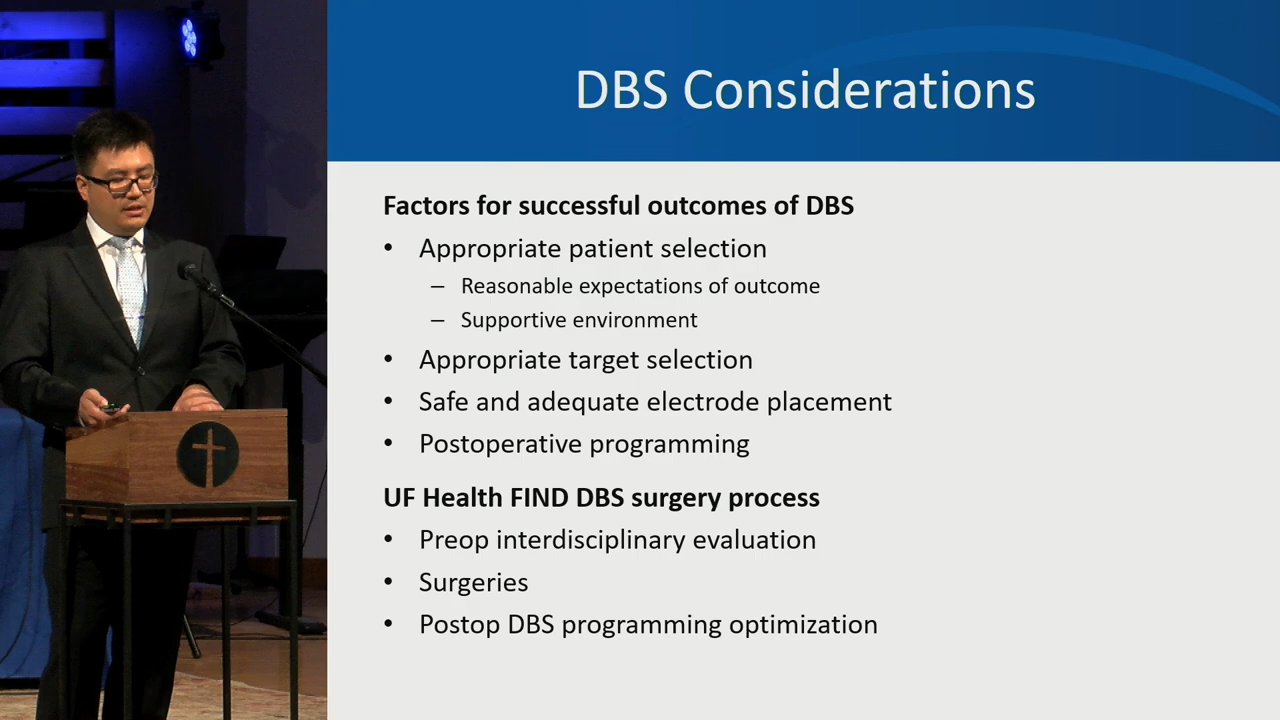 DBS Considerations
Factors for successful outcomes of DBS
• Appropriate patient selection
– Reasonable expectations of outcome
– Supportive environment
• Appropriate target selection
• Safe and adequate electrode placement
• Postoperative programming
UF Health FIND DBS surgery process
• Preop interdisciplinary evaluation
• Surgeries
• Postop DBS programming optimization